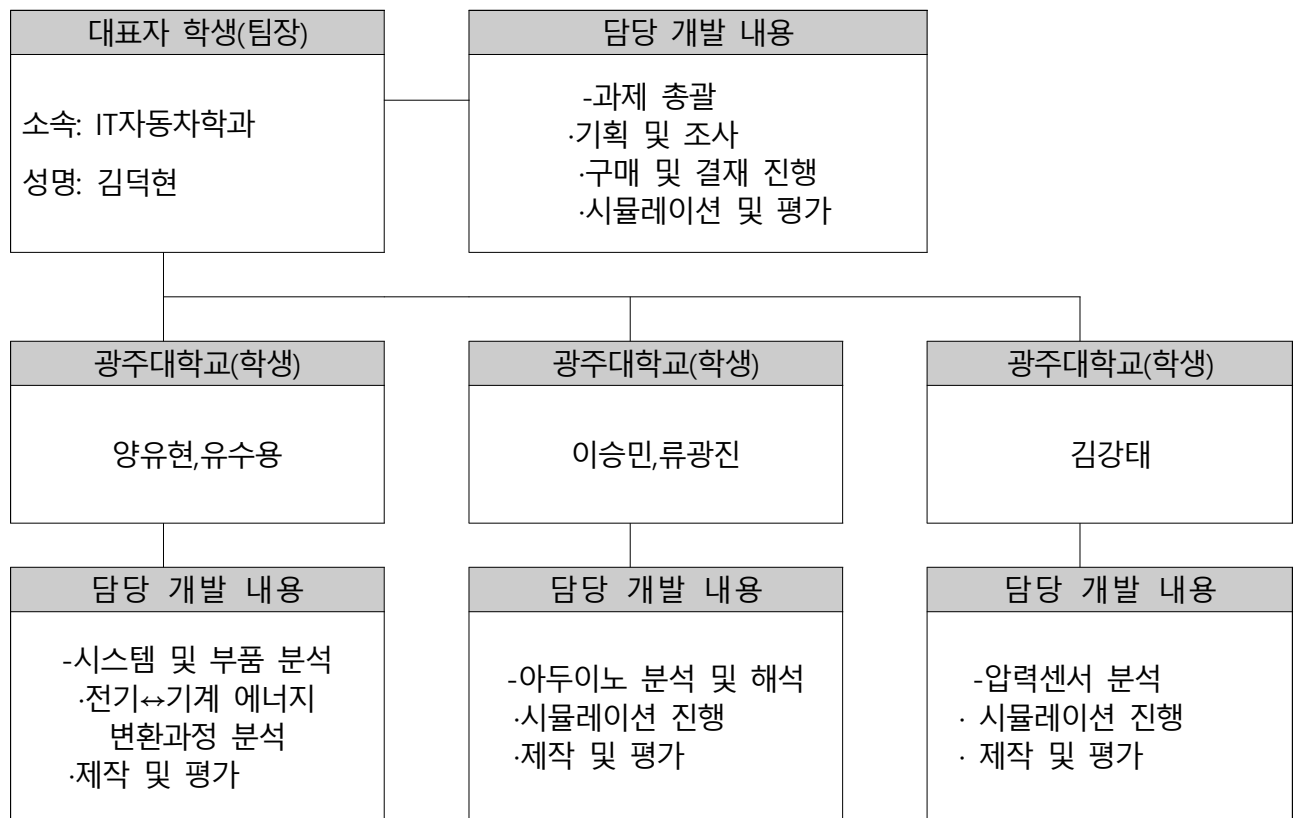 대표자 학생(팀장)
담당 개발 내용
소속: IT자동차학과
성명: 김덕현
-과제 총괄
·기획 및 조사
·구매 및 결재 진행
·시뮬레이션 및 평가
광주대학교(학생)
양유현,유수용
광주대학교(학생)
이승민,류광진
광주대학교(학생)
김강태
담당 개발 내용
-시스템 및 부품 분석
·전기↔기계 에너지
변환과정 분석
·제작 및 평가
담당 개발 내용
-아두이노 분석 및 해석
·시뮬레이션 진행
·제작 및 평가
담당 개발 내용
-압력센서 분석
· 시뮬레이션 진행
· 제작 및 평가